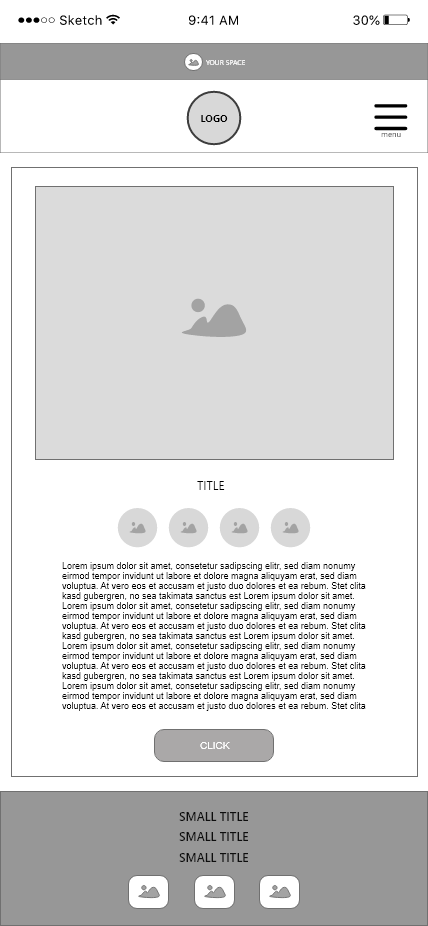 Sketch 9:41 AM 30%
YOUR SPACE
LOGO
menu
TITLE
Lorem ipsum dolor sit amet, consetetur sadipscing elitr, sed diam nonumy
eirmod tempor invidunt ut labore et dolore magna aliquyam erat, sed diam
voluptua. At vero eos et accusam et justo duo dolores et ea rebum. Stet clita
kasd gubergren, no sea takimata sanctus est Lorem ipsum dolor sit amet.
Lorem ipsum dolor sit amet, consetetur sadipscing elitr, sed diam nonumy
eirmod tempor invidunt ut labore et dolore magna aliquyam erat, sed diam
voluptua. At vero eos et accusam et justo duo dolores et ea rebum. Stet clita
kasd gubergren, no sea takimata sanctus est Lorem ipsum dolor sit amet.
Lorem ipsum dolor sit amet, consetetur sadipscing elitr, sed diam nonumy
eirmod tempor invidunt ut labore et dolore magna aliquyam erat, sed diam
voluptua. At vero eos et accusam et justo duo dolores et ea rebum. Stet clita
kasd gubergren, no sea takimata sanctus est Lorem ipsum dolor sit amet.
Lorem ipsum dolor sit amet, consetetur sadipscing elitr, sed diam nonumy
eirmod tempor invidunt ut labore et dolore magna aliquyam erat, sed diam
voluptua. At vero eos et accusam et justo duo dolores et ea rebum. Stet clita
CLICK
SMALL TITLE
SMALL TITLE
SMALL TITLE